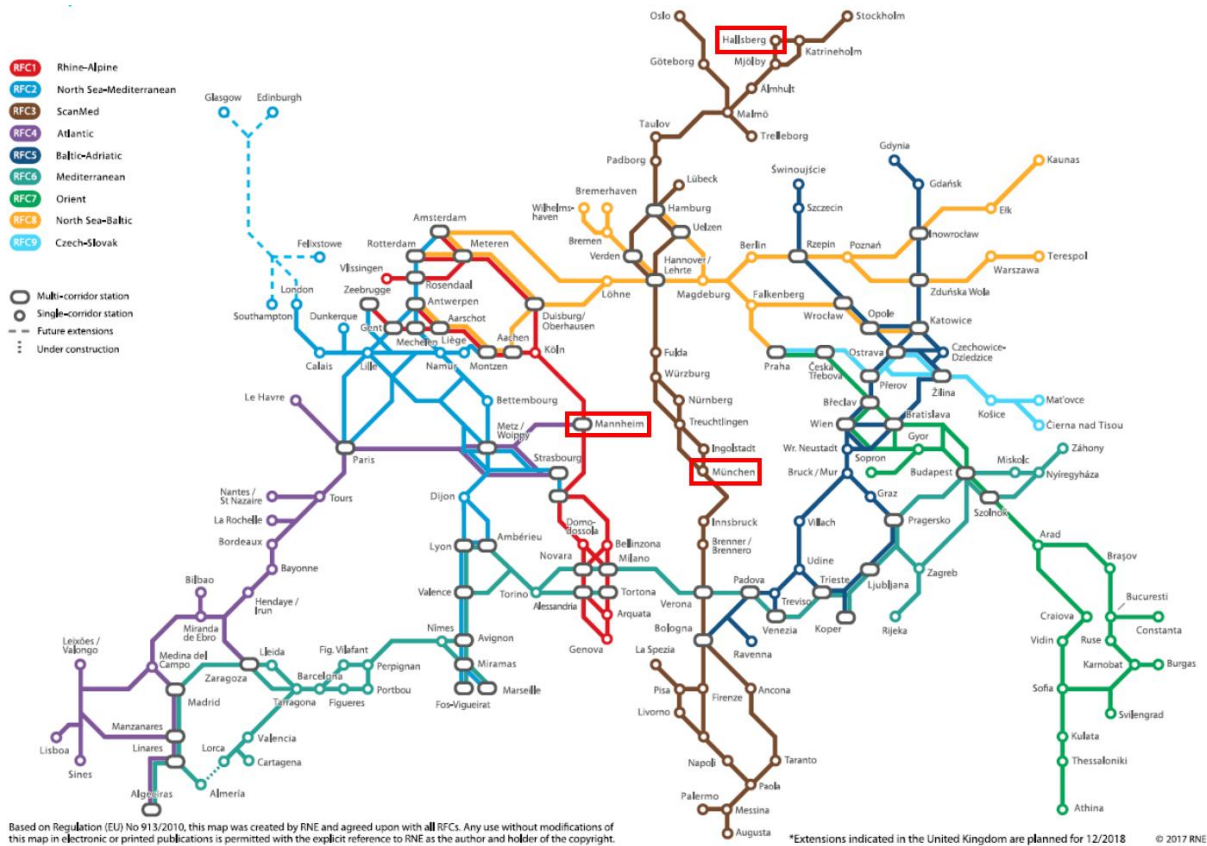 RFC1 Rhine-Alpine
RFC2 North Sea-Mediterranean
RFC3 ScanMed
RFC4 Atlantic
RFC5 Baltic-Adriatic
RFC6 Mediterranean
RFC7 Orient
RFC8 North Sea-Baltic
RFC9 Czech-Slovak
Multi-corridor station
Single-corridor station
Future extensions
Under construction
Oslo
Stockholm
Hallsberg
Katrineholm
Göteborg
Mjölby
Älmhult
Malmö
Trelleborg
Taulov
Padborg
Lübeck
Glasgow
Edinburgh
Gdynia
Kaunas
Świnoujście
Gdańsk
Bremerhaven
Wilhelms-
haven
Hamburg
Szczecin
Ełk
Amsterdam
Uelzen
Inowrocław
Bremen
Felixstowe
Rotterdam
Meteren
Verden
Hannover/
Lehrte
Berlin
Rzepin
Poznań
Warszawa
Terespol
Vlissingen
Rosendaal
London
Zeebrugge
Löhne
Magdeburg
Zduńska Wola
Southampton
Dunkerque
Antwerpen
Duisburg/
Oberhausen
Falkenberg
Gent
Aarschot
Wrocław
Opole
Katowice
Mechelen
Liège
Aachen
Köln
Calais
Lille
Namur
Montzen
Fulda
Praha
Česká
Třebova
Ostrava
Czechowice-
Dziedzice
Würzburg
Přerov
Žilina
Le Havre
Bettembourg
Nürnberg
Břeclav
Košice
Mat'ovce
Čierna nad Tisou
Metz /
Woippy
Mannheim
Treuchtlingen
Wien
Bratislava
Paris
Strasbourg
Ingolstadt
Wr. Neustadt
Sopron
Gyor
Záhony
München
Bruck / Mur
Budapest
Miskolc
Nyíregyháza
Nantes /
St Nazaire
Tours
Dijon
Graz
Szolnok
La Rochelle
Innsbruck
Villach
Pragersko
Bordeaux
Lyon
Ambérieu
Domo-
dossola
Bellinzona
Brenner /
Brennero
Arad
Brașov
Bayonne
Novara
Milano
Udine
Zagreb
Bilbao
Hendaye /
Irun
Valence
Torino
Alessandria
Tortona
Verona
Padova
Treviso
Trieste
Ljubljana
Bucuresti
Miranda
de Ebro
Arquata
Venezia
Koper
Rijeka
Craiova
Constanta
Leixões /
Valongo
Nîmes
Avignon
Genova
Bologna
Ravenna
Vidin
Ruse
Medina del
Campo
Lleida
Fig. Vilafant
Perpignan
Miramas
La Spezia
Karnobat
Burgas
Zaragoza
Barcelona
Madrid
Tarragona
Figueres
Portbou
Fos-Vigueirat
Marseille
Pisa
Firenze
Ancona
Sofia
Manzanares
Livorno
Svilengrad
Lisboa
Linares
Lorca
Valencia
Kulata
Sines
Cartagena
Napoli
Taranto
Thessaloniki
Algeciras
Almería
Palermo
Paola
Messina
Augusta
Athina
Based on Regulation (EU) No 913/2010, this map was created by RNE and agreed upon with all RFCs. Any use without modifications of
this map in electronic or printed publications is permitted with the explicit reference to RNE as the author and holder of the copyright.
*Extensions indicated in the United Kingdom are planned for 12/2018
© 2017 RNE